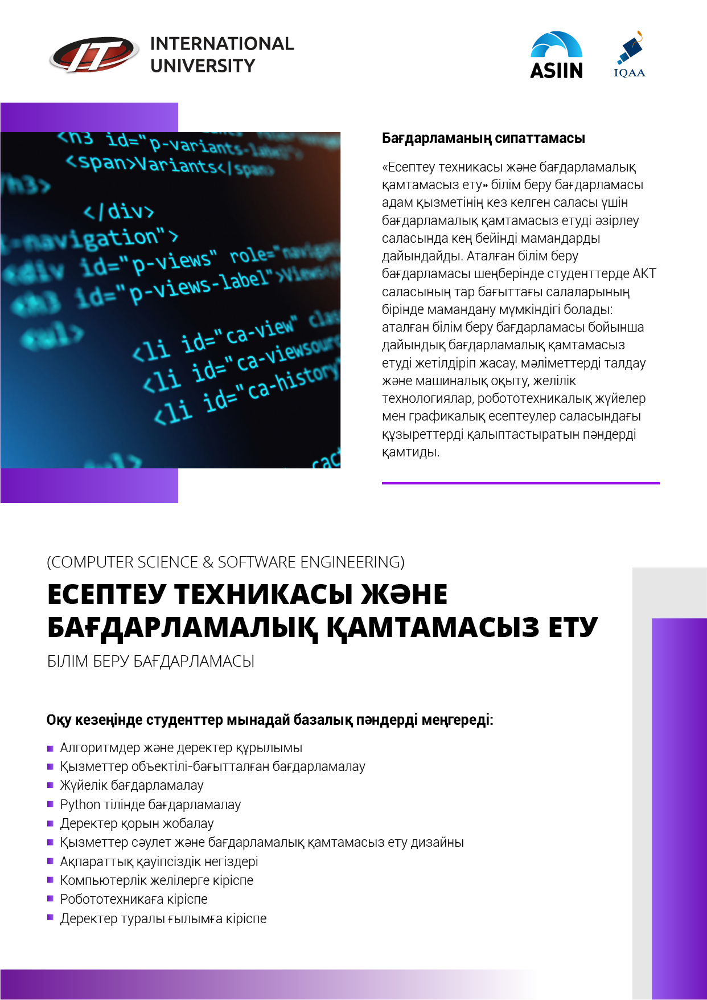 IT INTERNATIONAL
UNIVERSITY
ASIIN
IQAA
<h3 id="p-variants-label">
<span>Variants</span>
/h3>
</div>
t-navigation">
<div id="p-views" role="navigati
<h3 id="p-views-label">Views</h
<ul>
<li id="ca-view" clas
<li id="ca-viewsourc
<li id="ca-history"
cact
Бағдарламаның сипаттамасы
«Есептеу техникасы және бағдарламалық
қамтамасыз ету» білім беру бағдарламасы
адам қызметінің кез келген саласы үшін
бағдарламалық қамтамасыз етуді әзірлеу
саласында кең бейінді мамандарды
дайындайды. Аталған білім беру
бағдарламасы шеңберінде студенттерде АКТ
саласының тар бағыттағы салаларының
бірінде мамандану мүмкіндігі болады:
аталған білім беру бағдарламасы бойынша
дайындық бағдарламалық қамтамасыз
етуді жетілдіріп жасау, мәліметтерді талдау
және машиналық оқыту, желілік
технологиялар, робототехникалық жүйелер
мен графикалық есептеулер саласындағы
құзыреттерді қалыптастыратын пәндерді
қамтиды.
(COMPUTER SCIENCE & SOFTWARE ENGINEERING)
ЕСЕПТЕУ ТЕХНИКАСЫ ЖӘНЕ
БАҒДАРЛАМАЛЫҚ ҚАМТАМАСЫЗ ЕТУ
БІЛІМ БЕРУ БАҒДАРЛАМАСЫ
Оқу кезеңінде студенттер мынадай базалық пәндерді меңгереді:
Алгоритмдер және деректер құрылымы
Қызметтер объектілі-бағытталған бағдарламалау
Жүйелік бағдарламалау
Python тілінде бағдарламалау
Деректер қорын жобалау
Қызметтер сәулет және бағдарламалық қамтамасыз ету дизайны
Ақпараттық қауіпсіздік негіздері
Компьютерлік желілерге кіріспе
Робототехникаға кіріспе
Деректер туралы ғылымға кіріспе